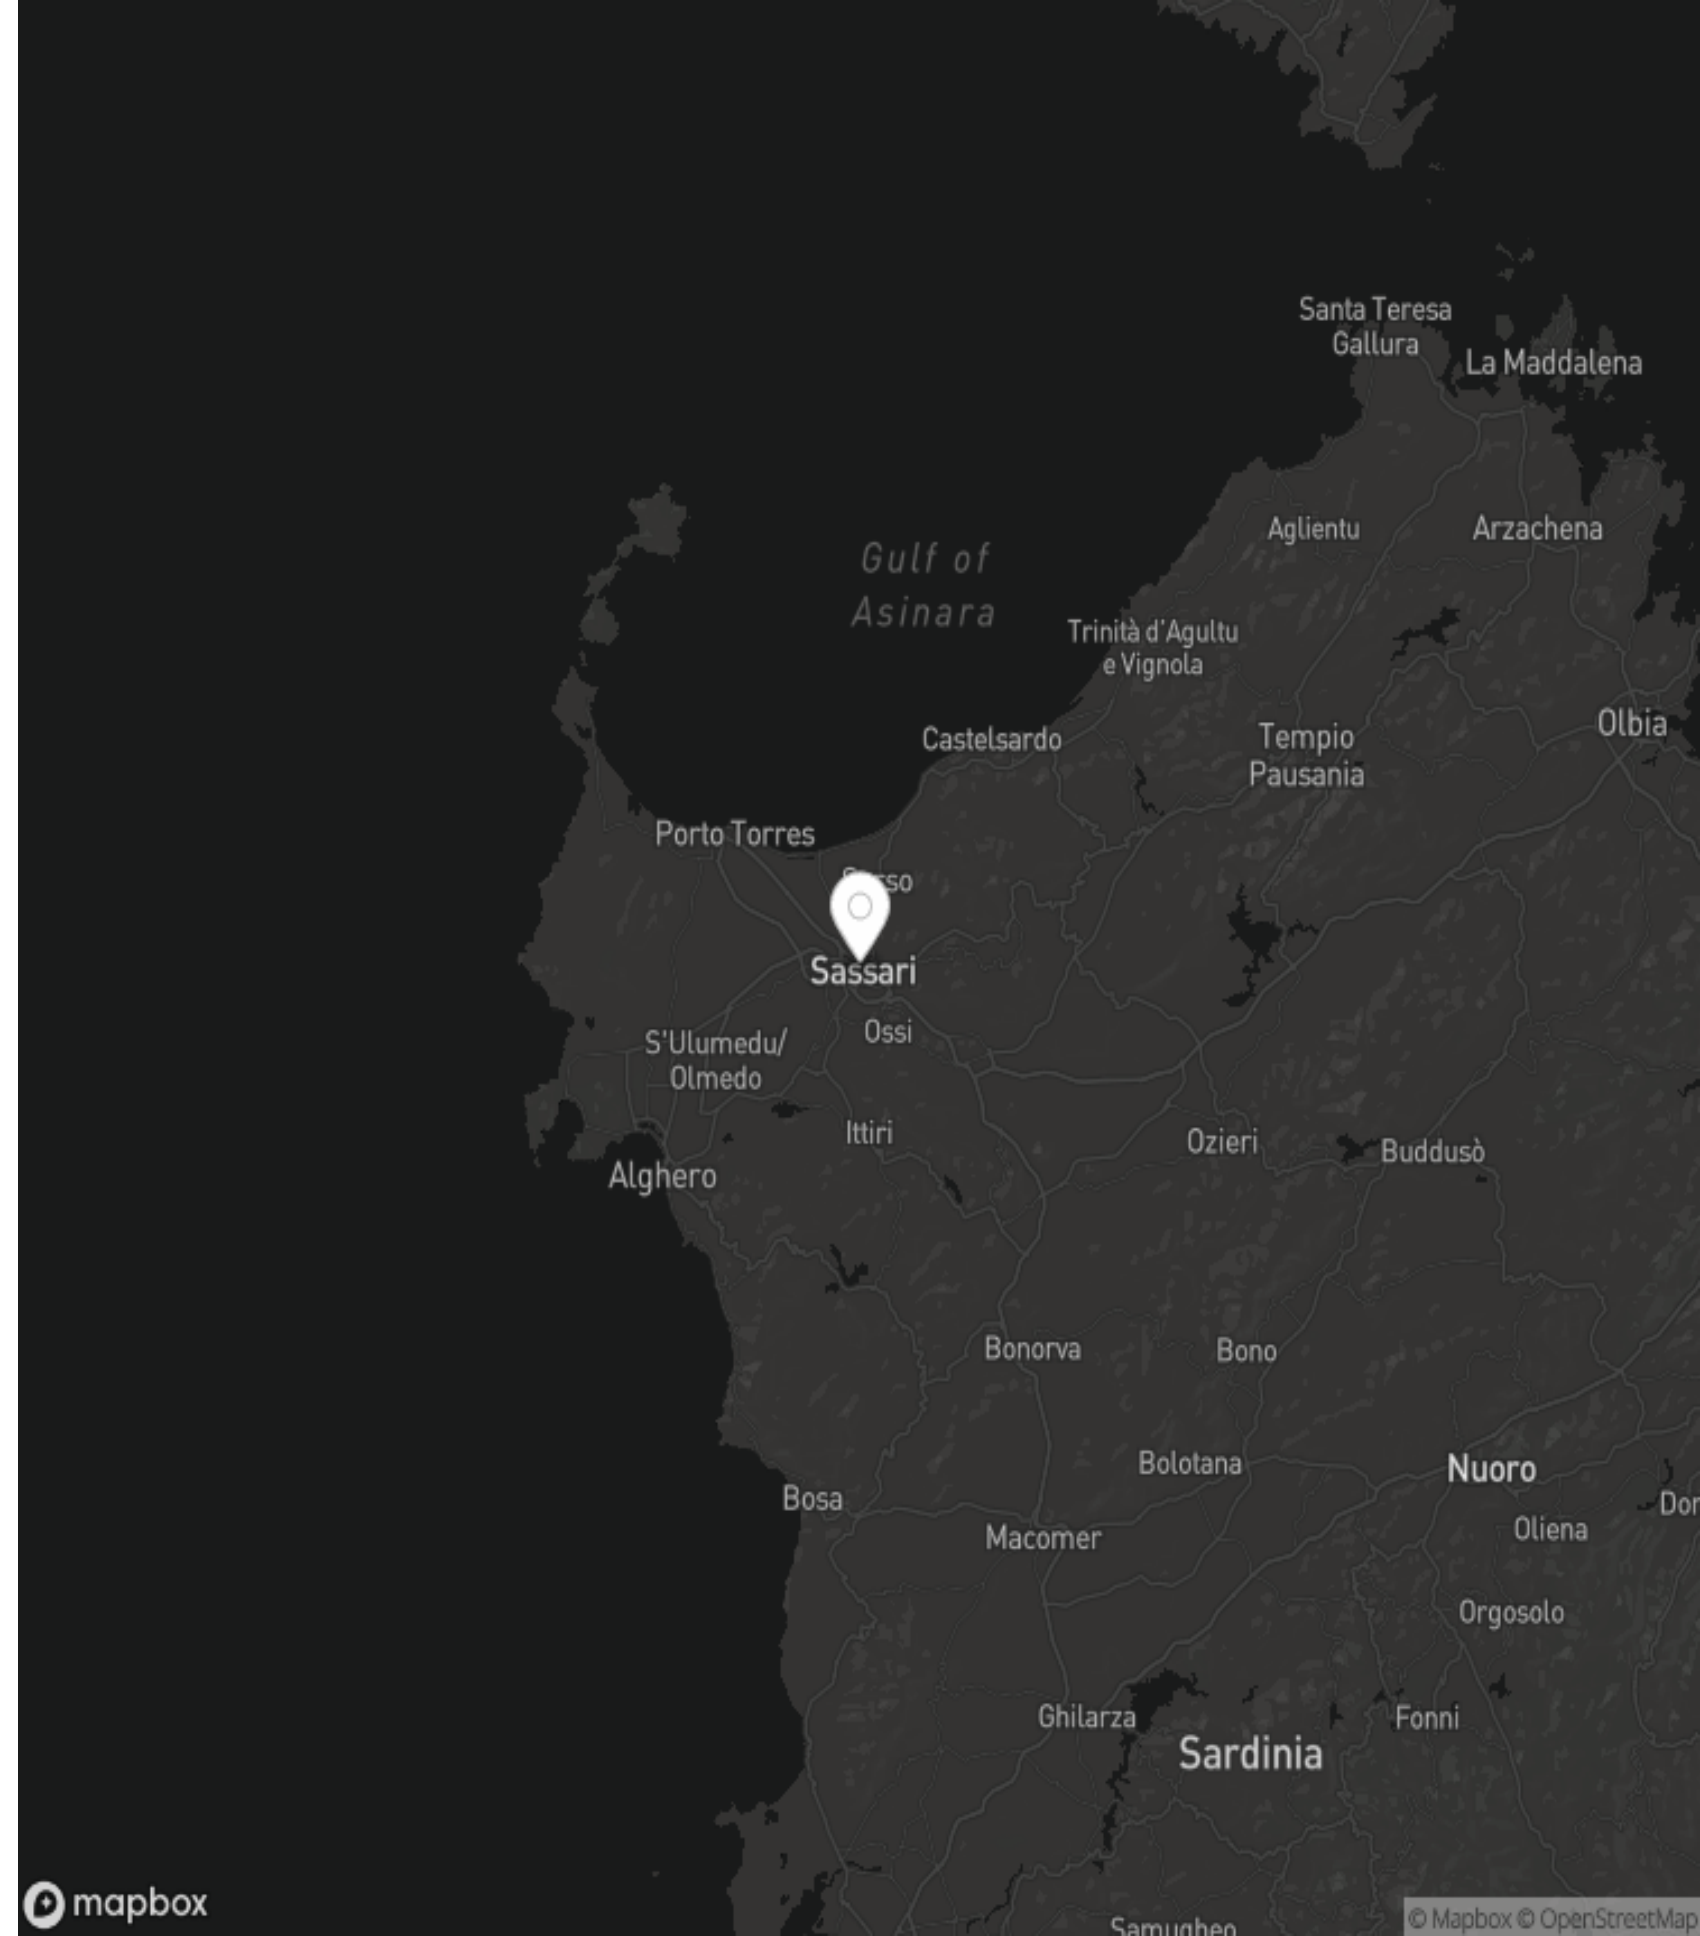 Santa Teresa
Gallura
La Maddalena
Gulf of
Asinara
Aglientu
Arzachena
Trinità d'Agultu
e Vignola
Olbia
Castelsardo
Tempio
Pausania
Porto Torres
Sassari
Ossi
S'Ulumedu/
Olmedo
Ittiri
Ozieri
Buddusò
Alghero
Bonorva
Bono
Bolotana
Nuoro
Bosa
Oliena
Macomer
Orgosolo
Ghilarza
Fonni
Sardinia
mapbox
© Mapbox © OpenStreetMap
Samugheo